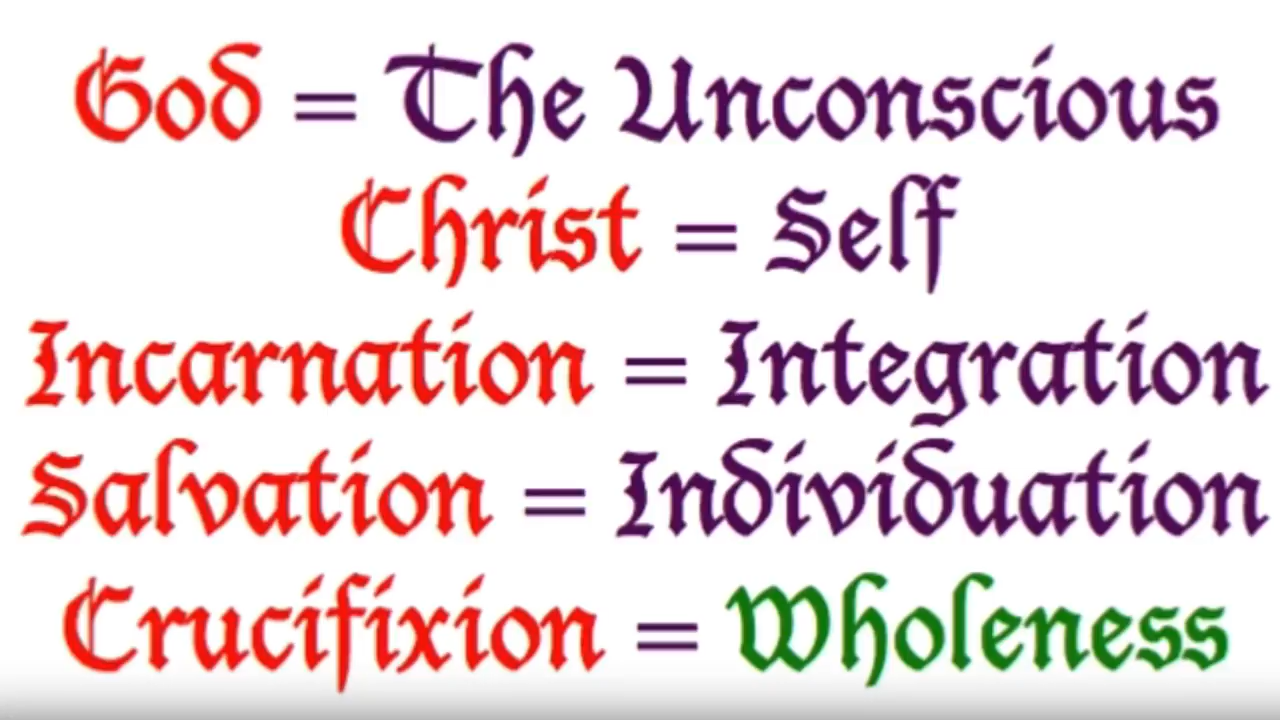 God = The Unconscious
Christ = Self
Incarnation = Integration
Salvation = Individuation
Crucifixion = Wholeness